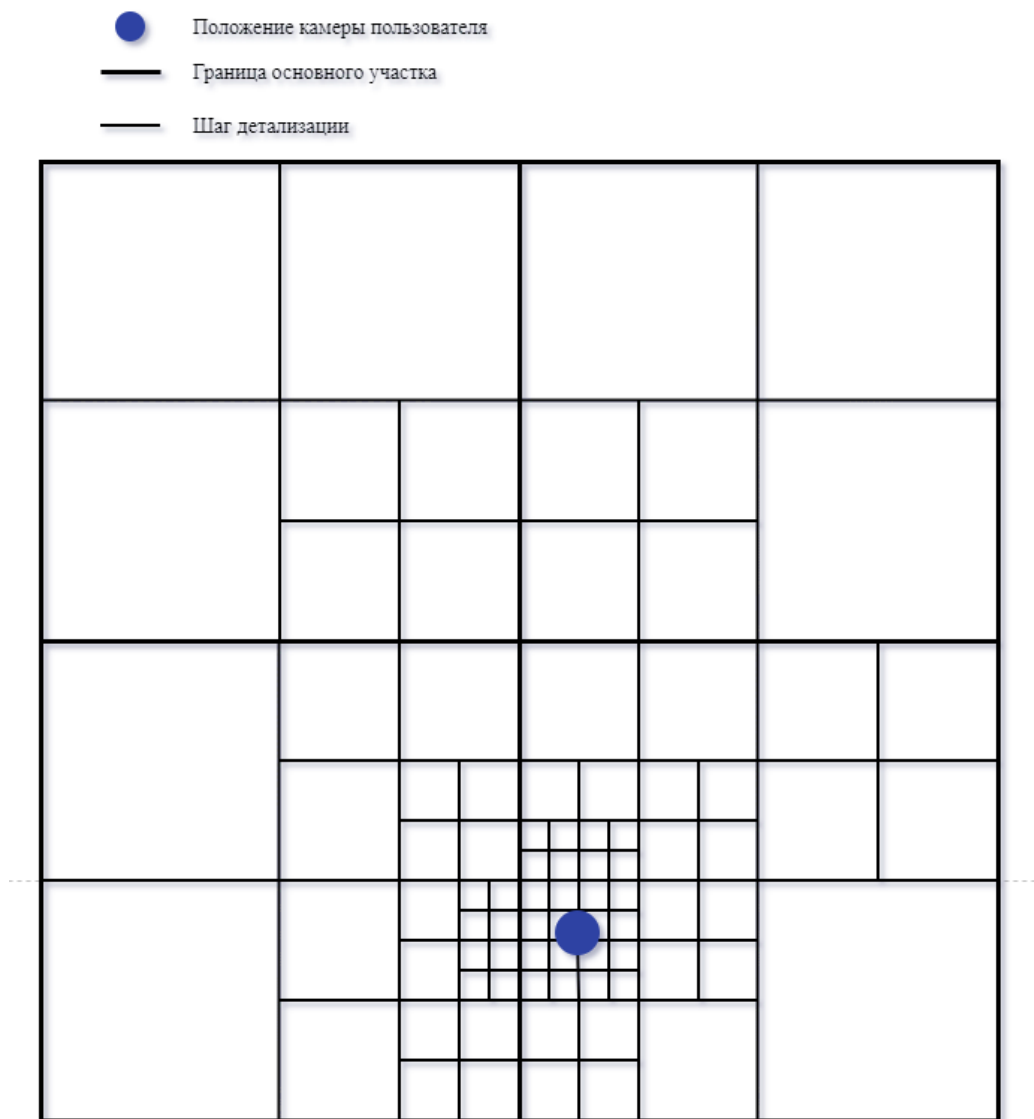 Положение камеры пользователя
Граница основного участка
Шаг детализации